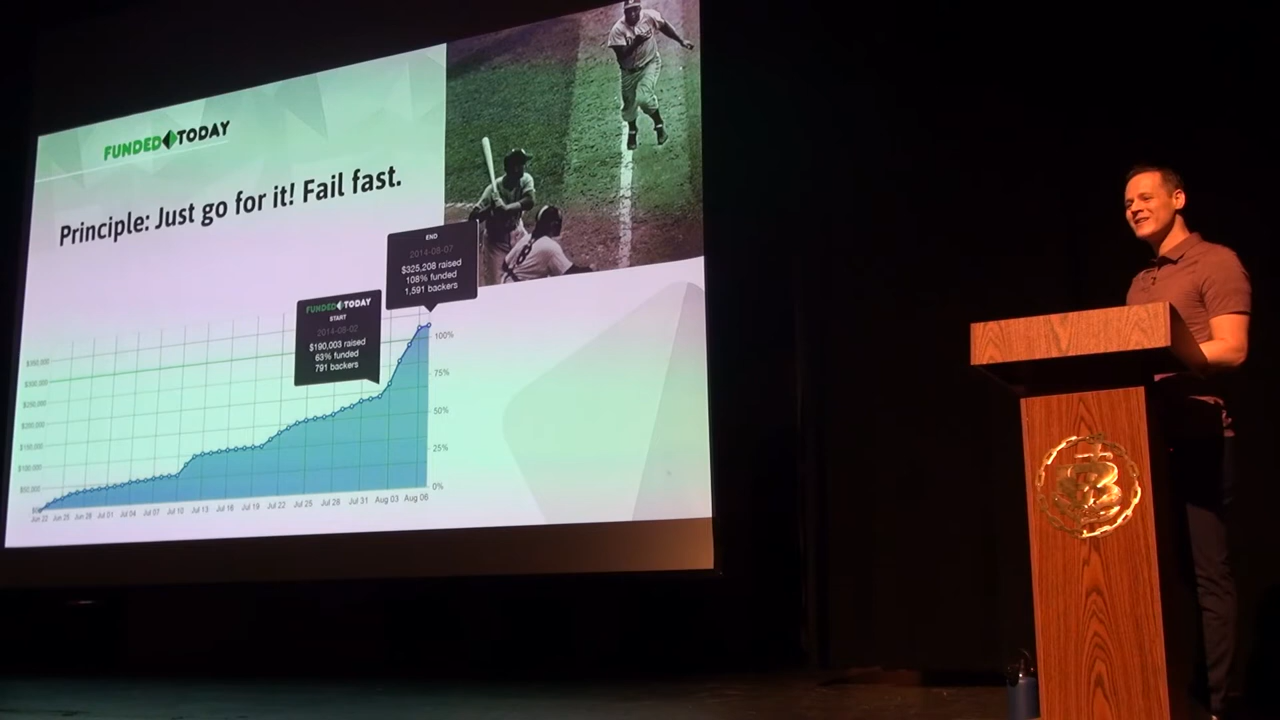 FUNDED TODAY
Principle: Just go for it! Fail fast.
END
2014-08-07
$325,208 raised
108% funded
1,591 backers
FUNDED TODAY
START
2014-08-02
$190,003 raised
63% funded
791 backers
$350,000
$300,000
$250,000
$200,000
$150,000
$100,000
$50,000
$0
100%
75%
50%
25%
0%
Jun 22 Jun 25 Jun 28 Jul 01 Jul 04 Jul 07 Jul 10 Jul 13 Jul 16 Jul 19 Jul 22 Jul 25 Jul 28 Jul 31 Aug 03 Aug 06